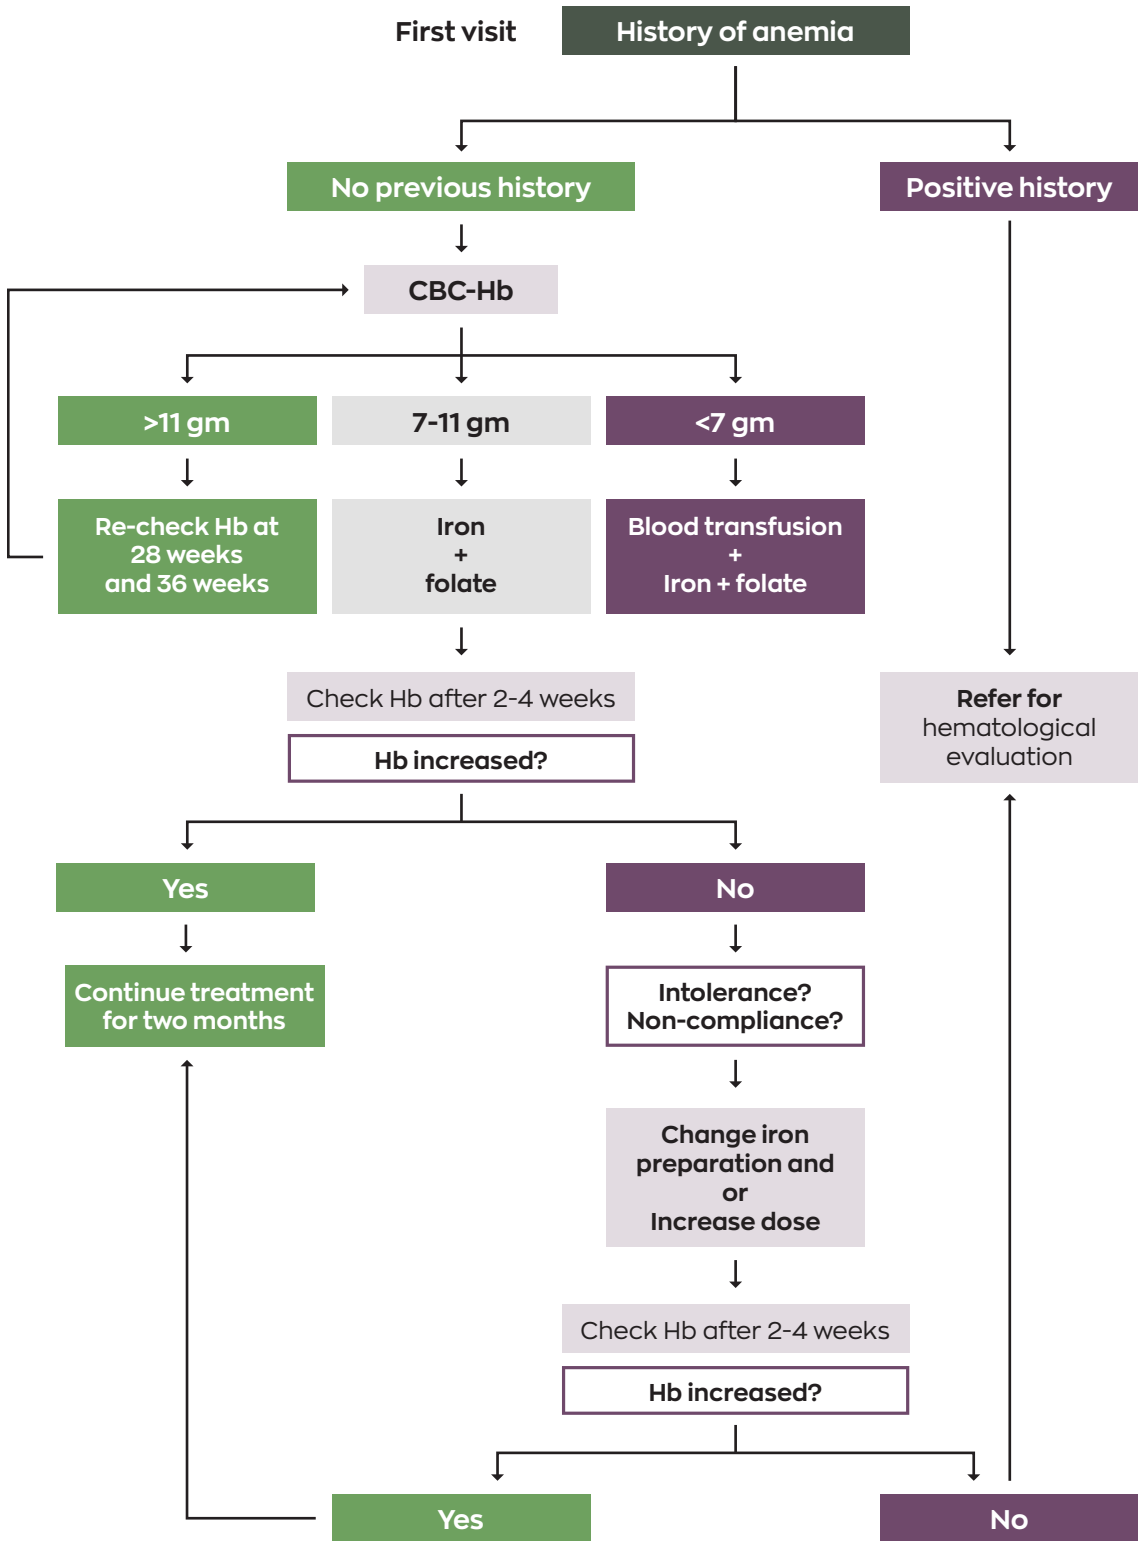 First visit
History of anemia
No previous history
Positive history
CBC-Hb
>11 gm
7-11 gm
<7 gm
Re-check Hb at
28 weeks
and 36 weeks
Iron
+
folate
Blood transfusion
+
Iron + folate
Check Hb after 2-4 weeks
Hb increased?
Refer for
hematological
evaluation
Yes
No
Continue treatment
for two months
Intolerance?
Non-compliance?
Change iron
preparation and
or
Increase dose
Check Hb after 2-4 weeks
Hb increased?
Yes
No